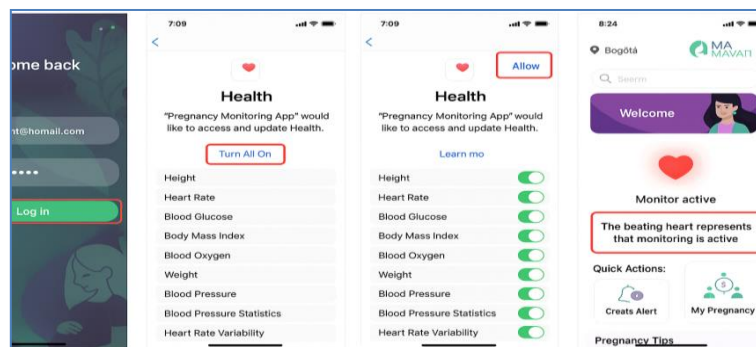 ome back
nt@homail.com
Log in
7:09
Health
"Pregnancy Monitoring App" would
like to access and update Health.
Turn All On
Height
Heart Rate
Blood Glucose
Body Mass Index
Blood Oxygen
Weight
Blood Pressure
Blood Pressure Statistics
Heart Rate Variability
7:09
Allow
Health
"Pregnancy Monitoring App" would
like to access and update Health.
Learn mo
Height
Heart Rate
Blood Glucose
Body Mass Index
Blood Oxygen
Weight
Blood Pressure
Blood Pressure Statistics
Heart Rate Variability
8:24
Bogötá
MA
MAVAΠ
Welcome
Monitor active
The beating heart represents
that monitoring is active
Quick Actions:
Creats Alert
My Pregnancy
Pregnancy Tips